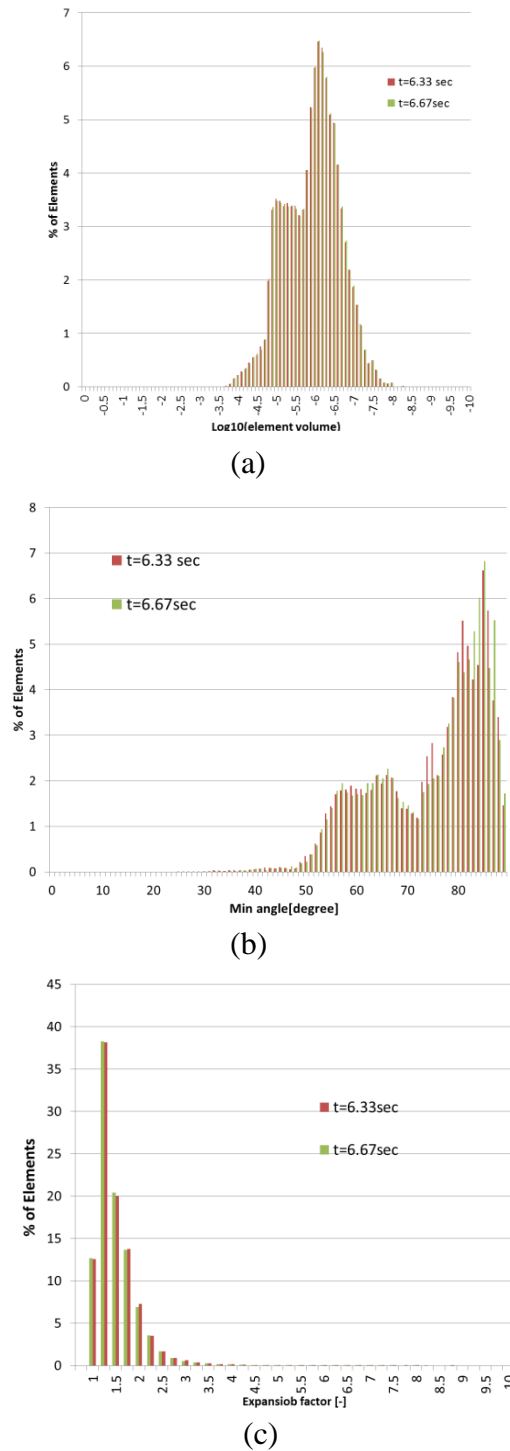 7
6
5
4
3
2
1
0
% of Elements
t=6.33 sec
t=6.67sec
0 -0.5 -1 -1.5 -2 -2.5 -3 -3.5 -4 -4.5 -5 -5.5 -6 -6.5 -7 -7.5 -8 -8.5 -9 -9.5 -10
Log10(element volume)
(a)
8
7
6
5
4
3
2
1
0
% of Elements
t=6.33 sec
t=6.67sec
0 10 20 30 40 50 60 70 80
Min angle[degree]
(b)
45
40
35
30
25
20
15
10
5
0
% of Elements
t=6.33sec
t=6.67sec
1 1.5 2 2.5 3 3.5 4 4.5 5 5.5 6 6.5 7 7.5 8 8.5 9 9.5 10
Expansiob factor [-]
(c)